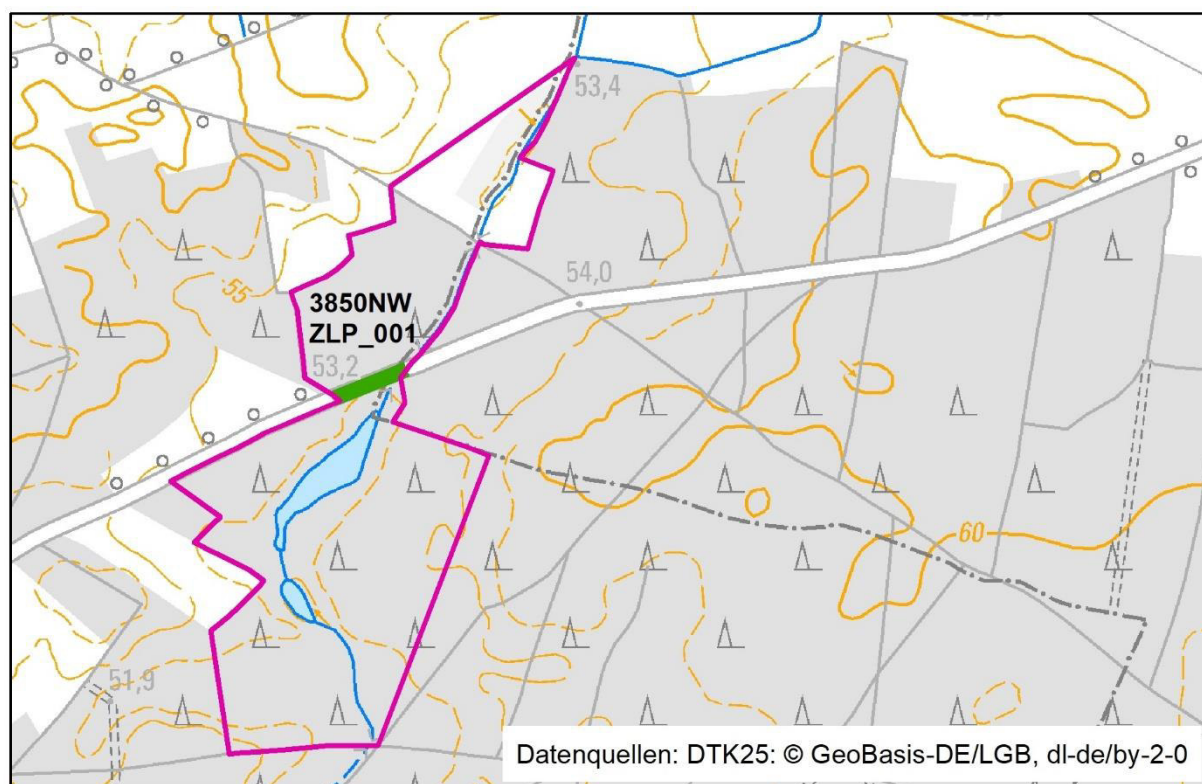 53,4
54,0
55
3850NW
ZLP_001
53,2
60
51,9
Datenquellen: DTK25: © GeoBasis-DE/LGB, dl-de/by-2-0